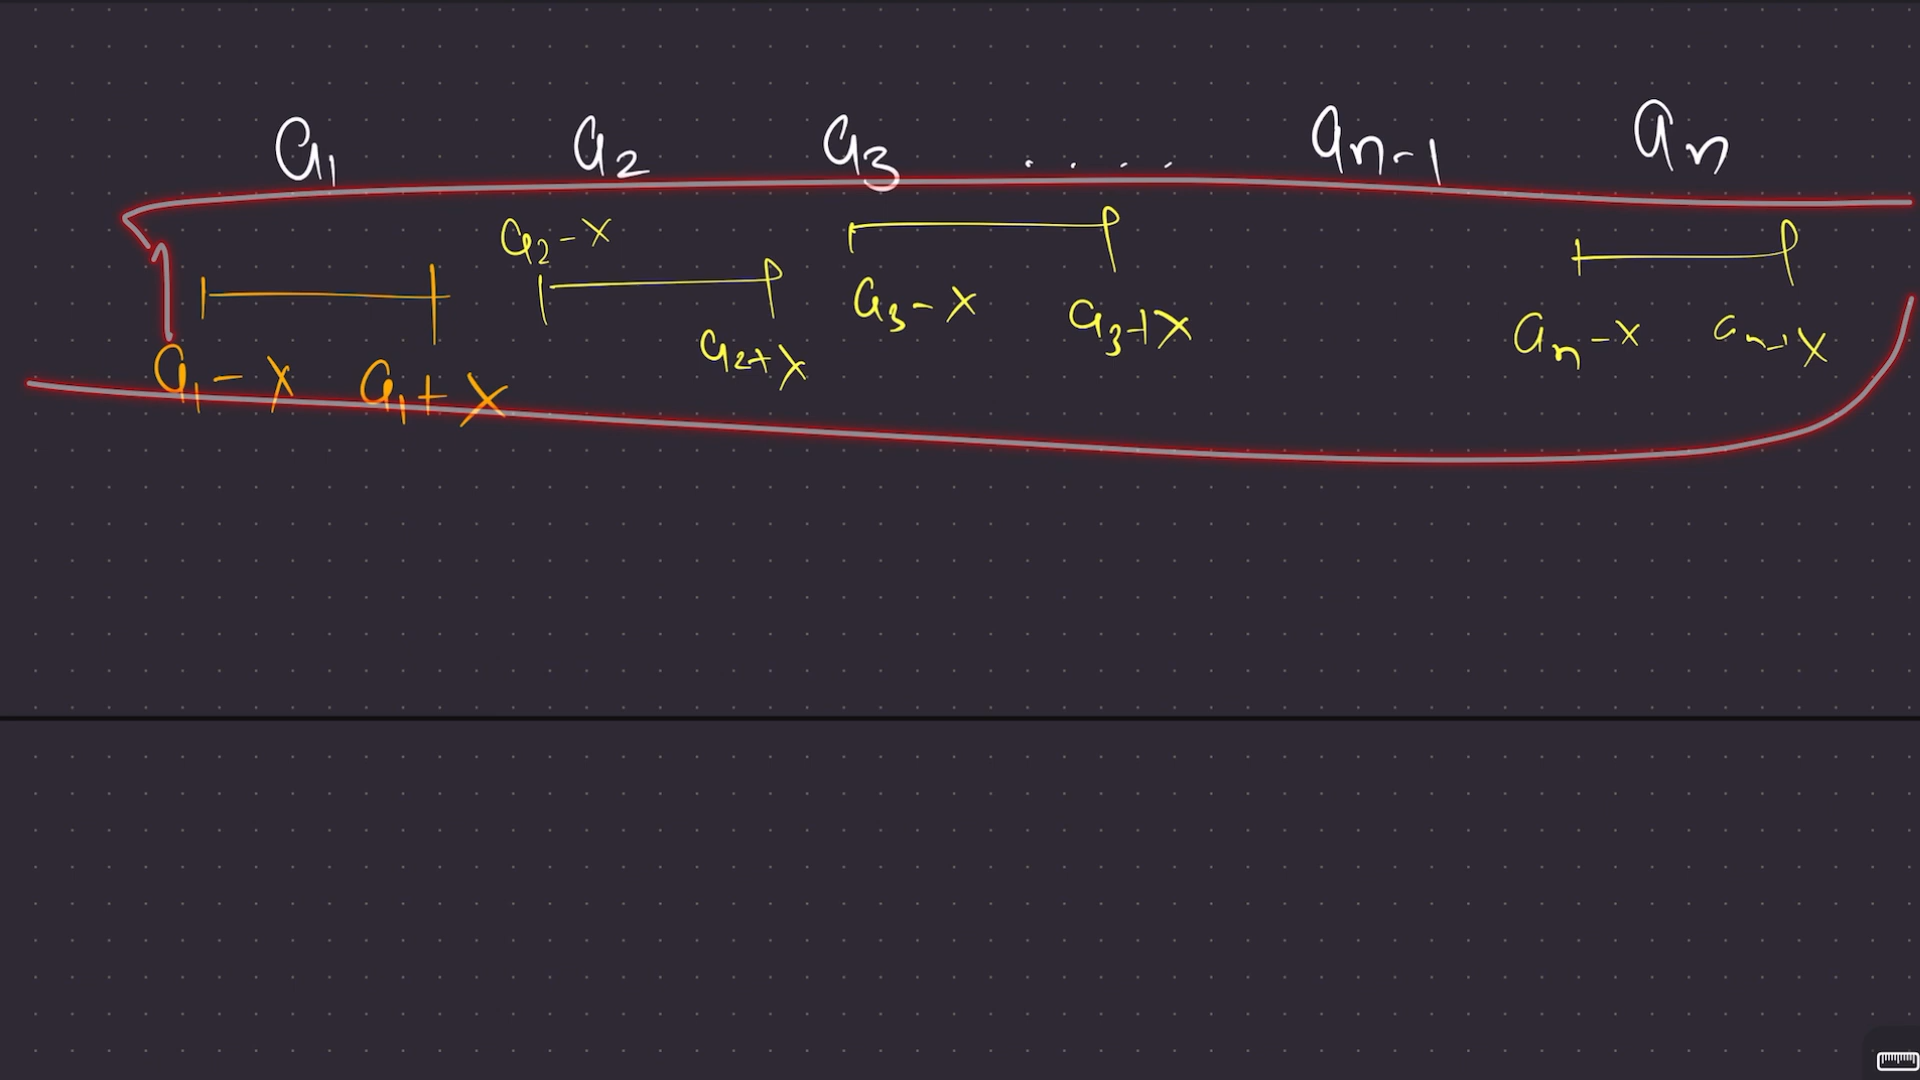 a₁ a₂ a₃ ..... aₙ₋₁ aₙ
a₂-x
a₁-x a₁+x a₂+x a₃-x a₃+x aₙ-x